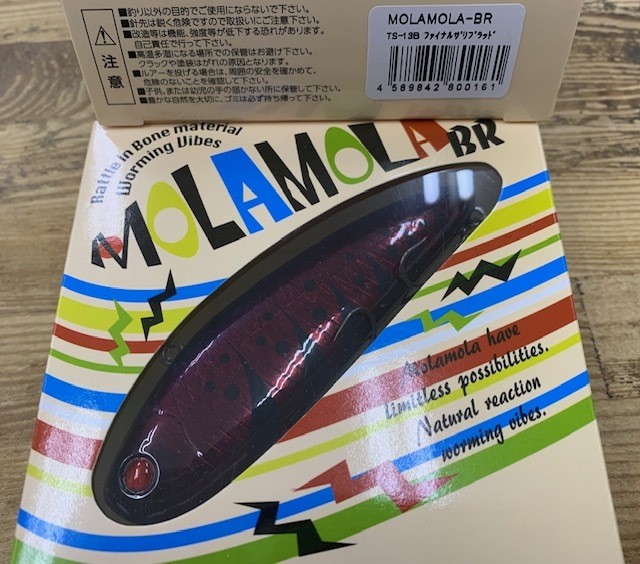 注意
■釣り以外の目的でご使用にならないで下さい。
■針先は鋭く危険ですので取扱いにご注意下さい。
■改造等は機能、強度等が低下する恐れがあります。
自己責任で行って下さい。
■高温多湿になる場所での保管はお避け下さい。
クラックや塗装はがれの原因となります。
■ルアーを投げる場合は、周囲の安全を確かめて、
危険のないことを確認して下さい。
■子供、または幼児の手の届かない所に保管して下さい。
■豊かな自然を大切に、ゴミは必ず持ち帰って下さい。
MOLAMOLA-BR
TS-13B ファイナルザリブラッド
4 589842 800161
Rattle in Bone material
Worming Vibes
MOLAMOLA BR
Molamola have
limitless possibilities.
Natural reaction
worming vibes.